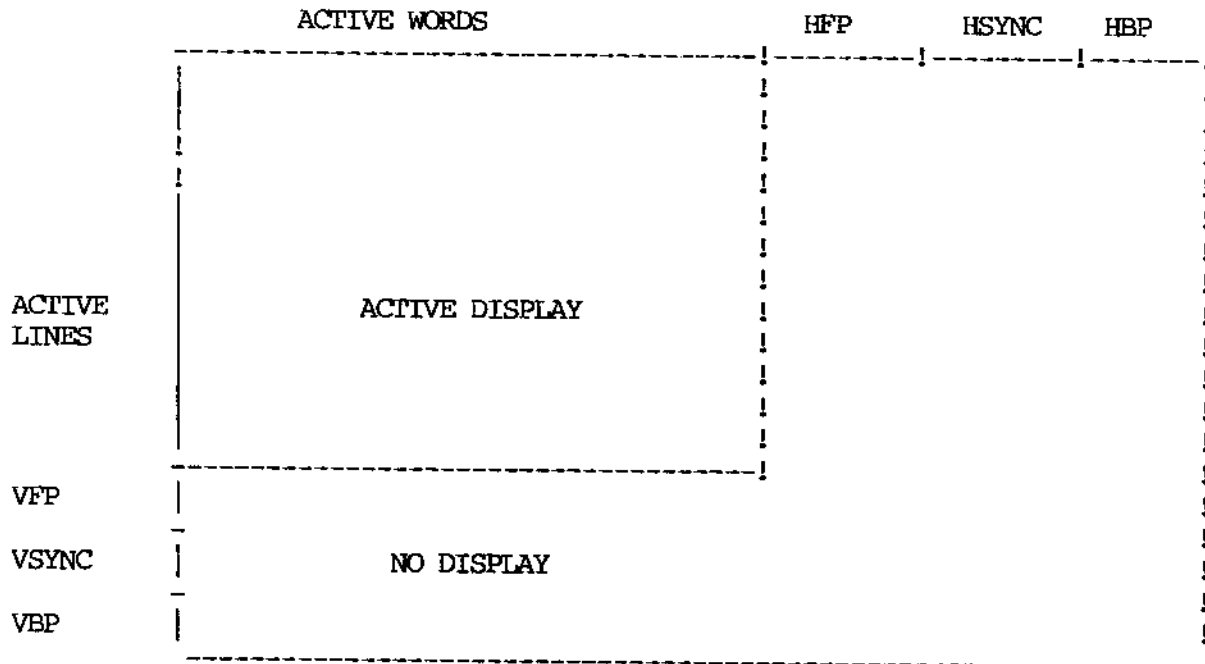 ACTIVE WORDS HFP HSYNC HBP
ACTIVE LINES
ACTIVE DISPLAY
VFP
VSYNC
NO DISPLAY
VBP